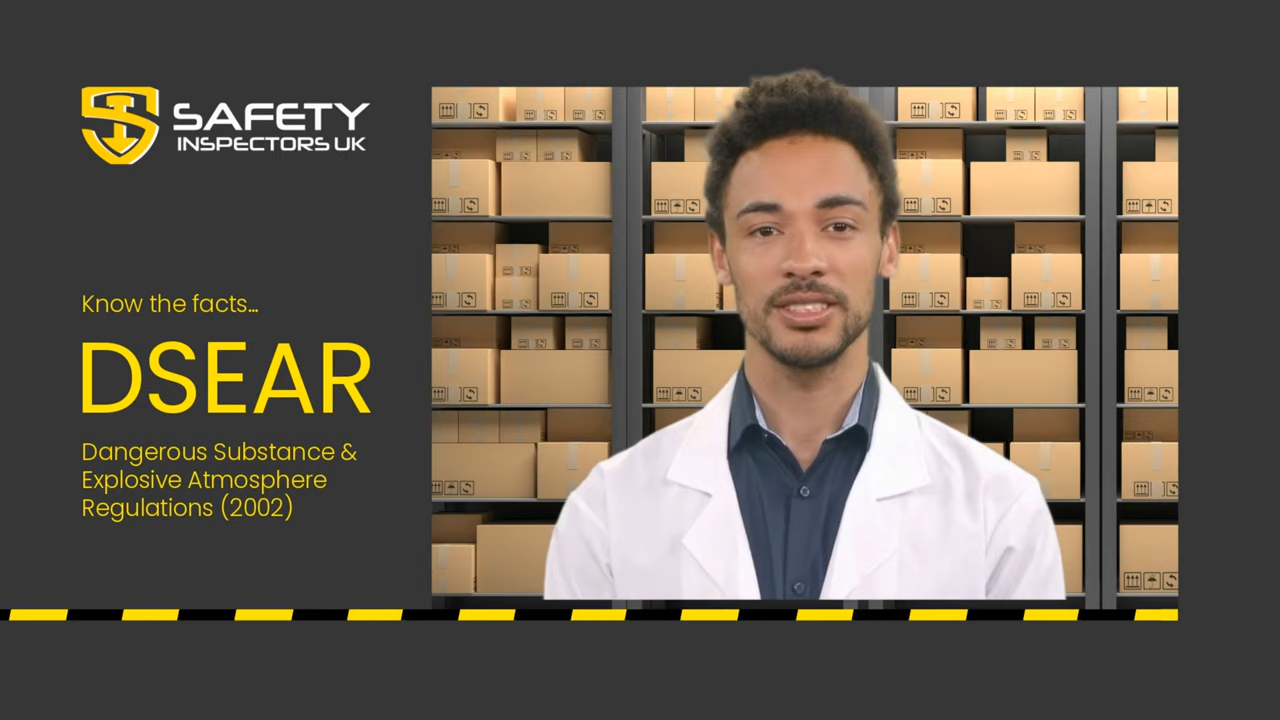 SAFETY
INSPECTORS UK
Know the facts...
DSEAR
Dangerous Substance &
Explosive Atmosphere
Regulations (2002)